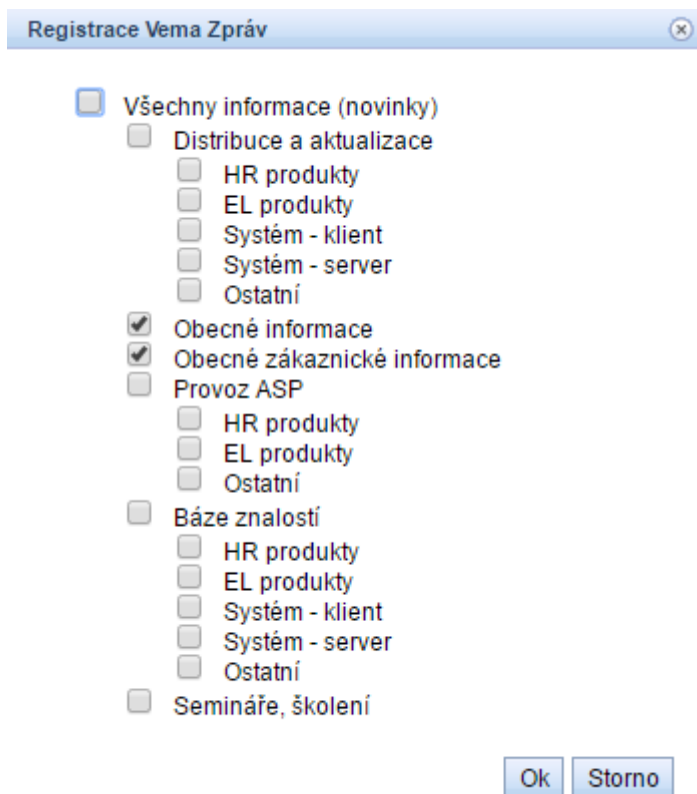 Registrace Vema Zpráv
Všechny informace (novinky)
Distribuce a aktualizace
HR produkty
EL produkty
Systém - klient
Systém - server
Ostatní
Obecné informace
Obecné zákaznické informace
Provoz ASP
HR produkty
EL produkty
Ostatní
Báze znalostí
HR produkty
EL produkty
Systém - klient
Systém - server
Ostatní
Semináře, školení
Ok Storno